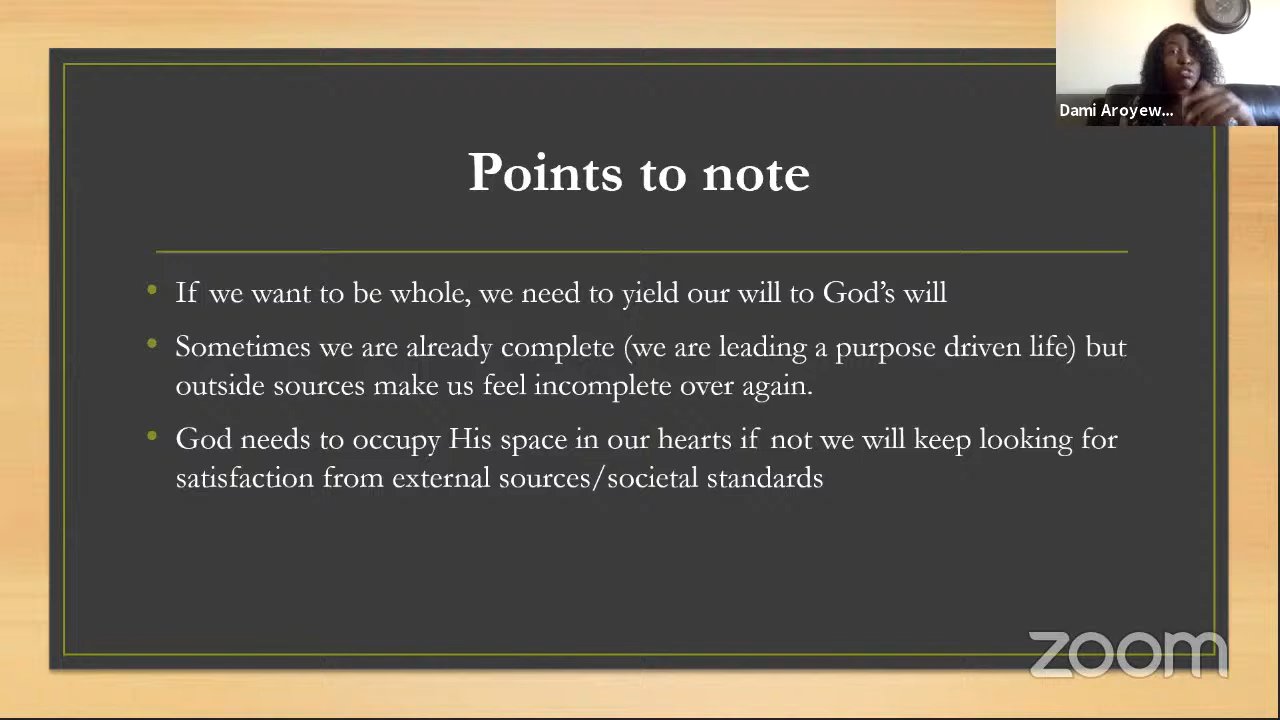 Dami Aroyew...
Points to note
• If we want to be whole, we need to yield our will to God’s will
• Sometimes we are already complete (we are leading a purpose driven life) but
outside sources make us feel incomplete over again.
• God needs to occupy His space in our hearts if not we will keep looking for
satisfaction from external sources/societal standards
zoom